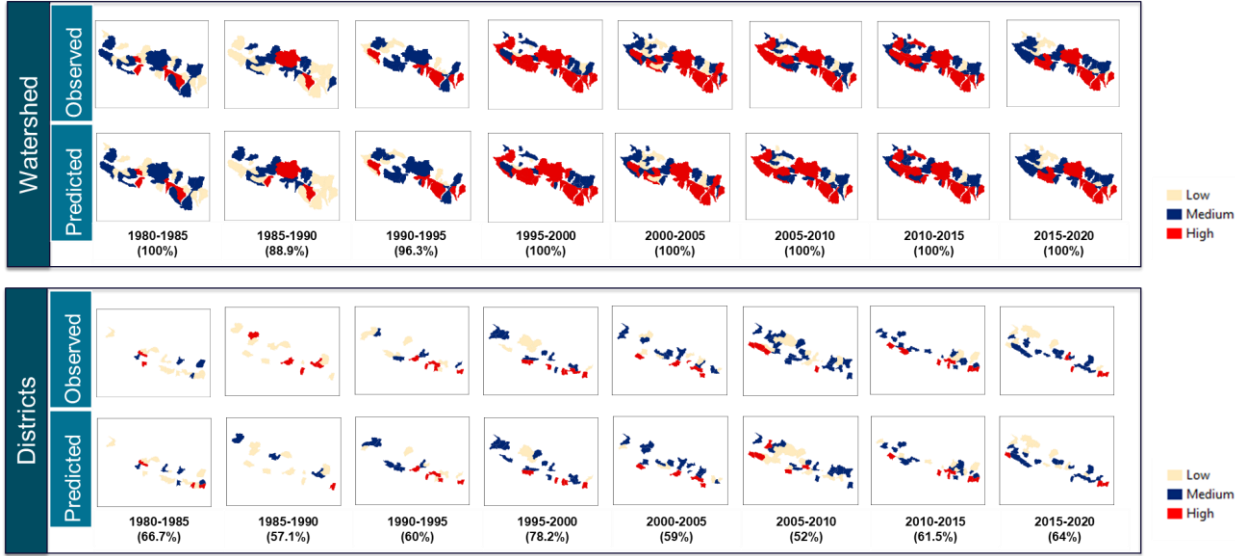 Watershed
Observed
Predicted
1980-1985
(100%)
1985-1990
(88.9%)
1990-1995
(96.3%)
1995-2000
(100%)
2000-2005
(100%)
2005-2010
(100%)
2010-2015
(100%)
2015-2020
(100%)
Low
Medium
High
Districts
Observed
Predicted
1980-1985
(66.7%)
1985-1990
(57.1%)
1990-1995
(60%)
1995-2000
(78.2%)
2000-2005
(59%)
2005-2010
(52%)
2010-2015
(61.5%)
2015-2020
(64%)
Low
Medium
High